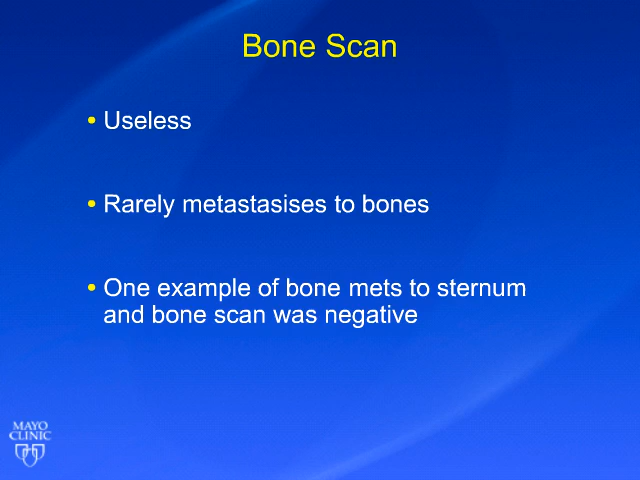 Bone Scan
• Useless
• Rarely metastasises to bones
• One example of bone mets to sternum
and bone scan was negative
MAYO
CLINIC